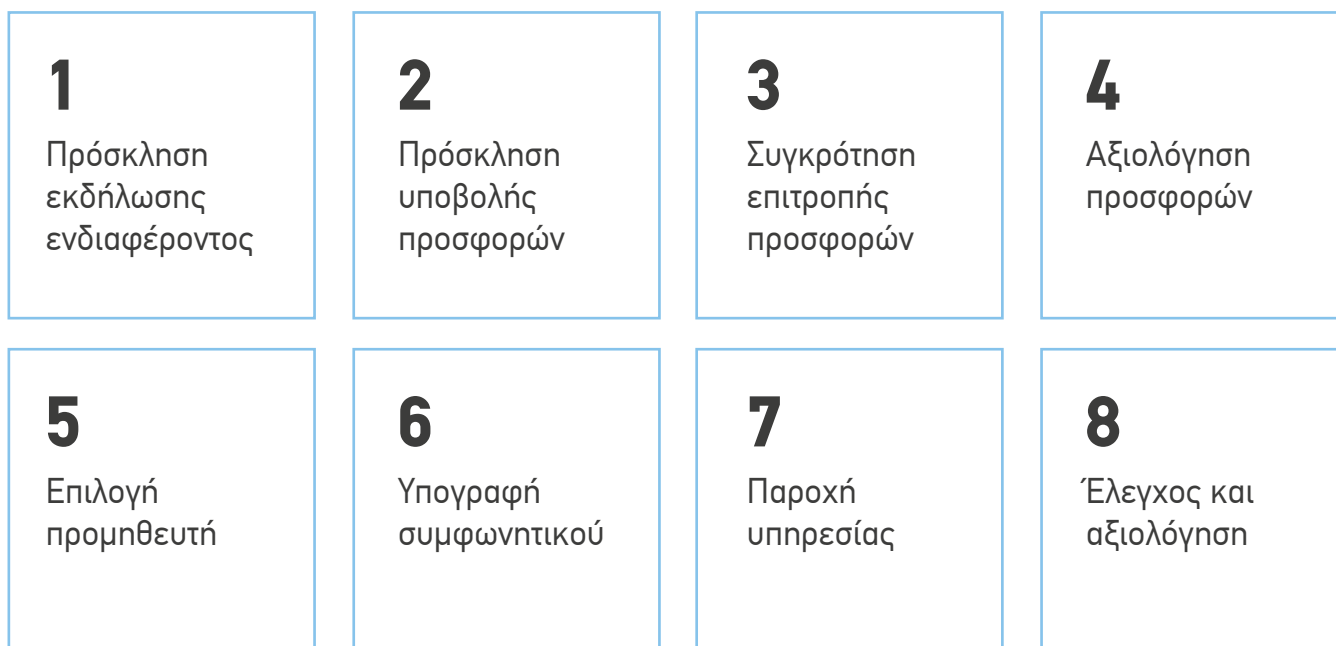 1
Πρόσκληση
εκδήλωσης
ενδιαφέροντος
2
Πρόσκληση
υποβολής
προσφορών
3
Συγκρότηση
επιτροπής
προσφορών
4
Αξιολόγηση
προσφορών
5
Επιλογή
προμηθευτή
6
Υπογραφή
συμφωνητικού
7
Παροχή
υπηρεσίας
8
Έλεγχος και
αξιολόγηση